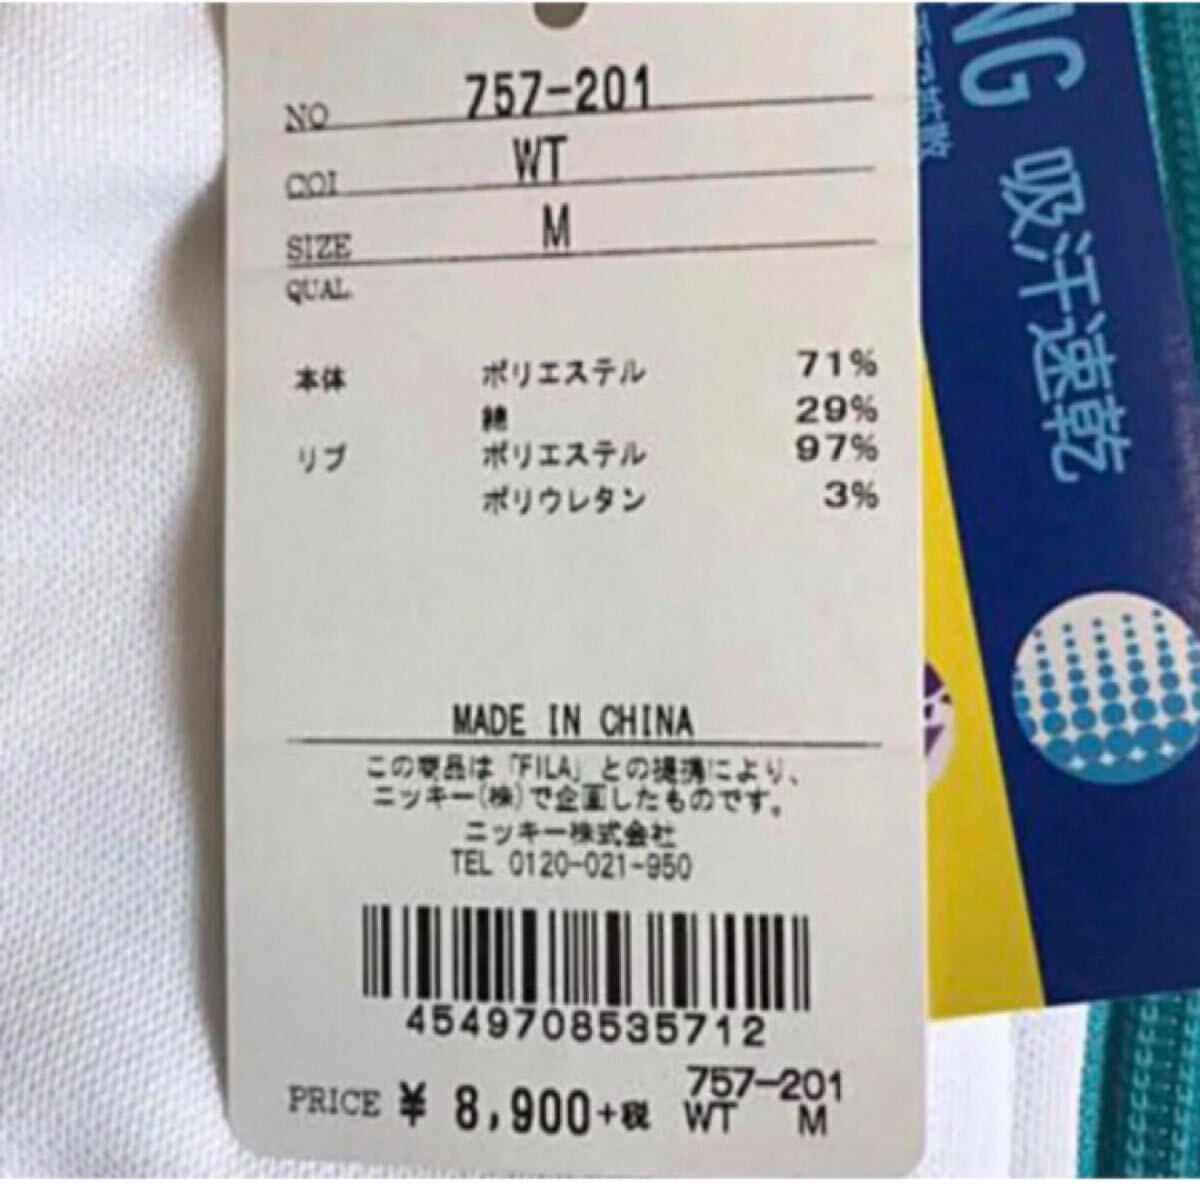 NO 757-201
COL WT
SIZE M
QUAL.
本体 ポリエステル 71%
綿 29%
リブ ポリエステル 97%
ポリウレタン 3%
MADE IN CHINA
この商品は「FILA」との提携により、
ニッキー(株)で企画したものです。
ニッキー株式会社
TEL 0120-021-950
4549708535712
PRICE ¥ 8,900+税
757-201
WT M
NG 吸汗速乾